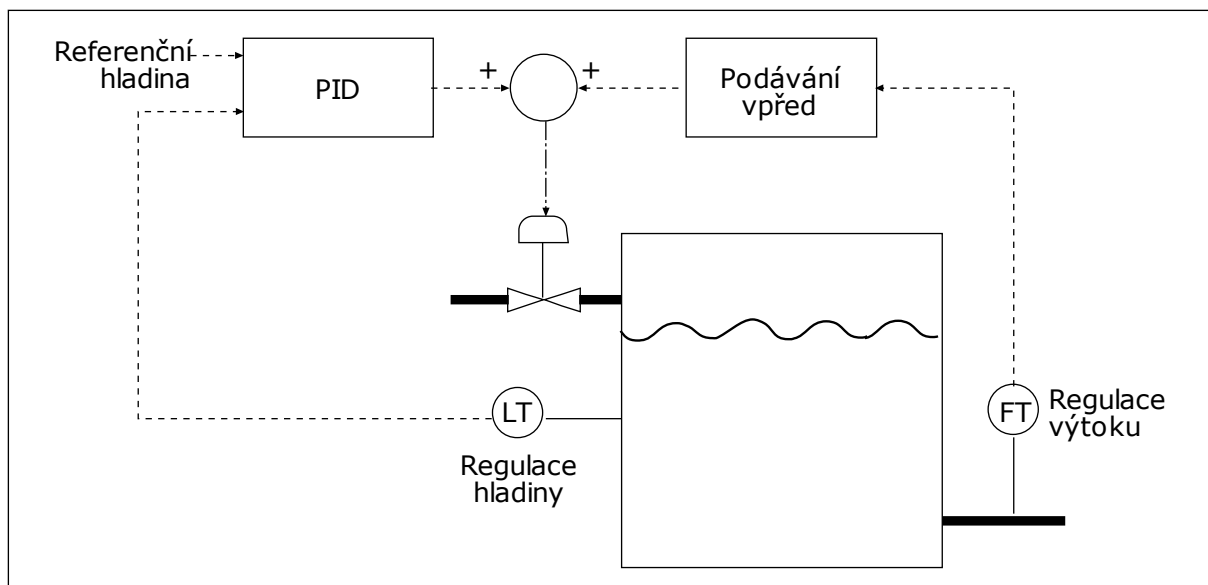 Referenční
hladina
PID
+
+
Podávání
vpřed
LT
Regulace
hladiny
FT
Regulace
výtoku